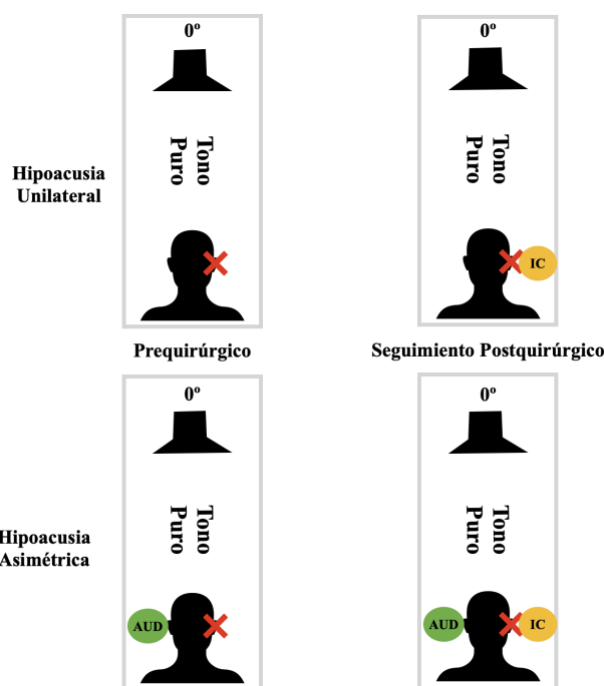 0º
0º
Tono
Puro
Tono
Puro
Hipoacusia
Unilateral
IC
Prequirúrgico
Seguimiento Postquirúrgico
0º
0º
Tono
Puro
Tono
Puro
Hipoacusia
Asimétrica
AUD
AUD
IC